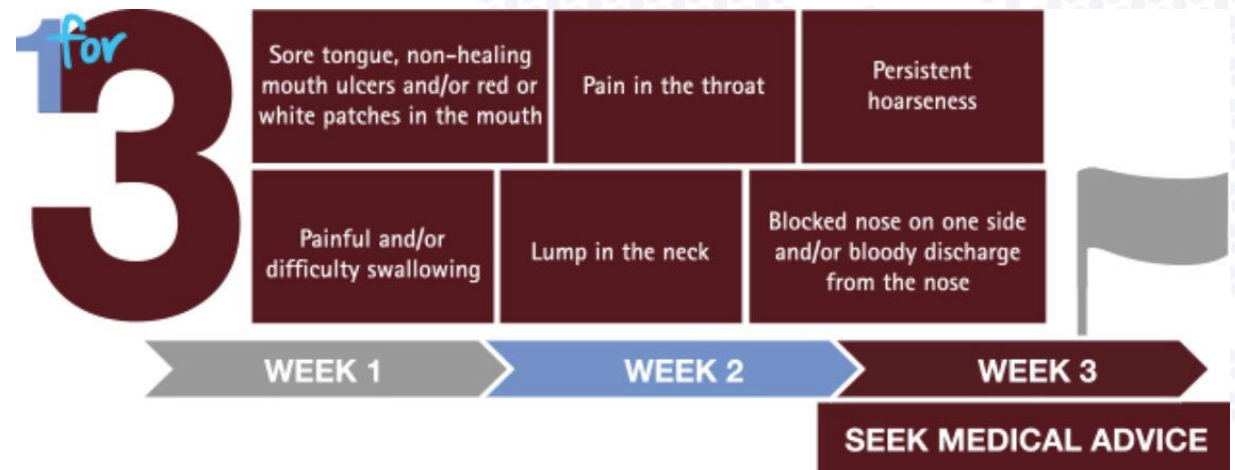 1 for 3
Sore tongue, non-healing
mouth ulcers and/or red or
white patches in the mouth
Pain in the throat
Persistent
hoarseness
Painful and/or
difficulty swallowing
Lump in the neck
Blocked nose on one side
and/or bloody discharge
from the nose
WEEK 1
WEEK 2
WEEK 3
SEEK MEDICAL ADVICE